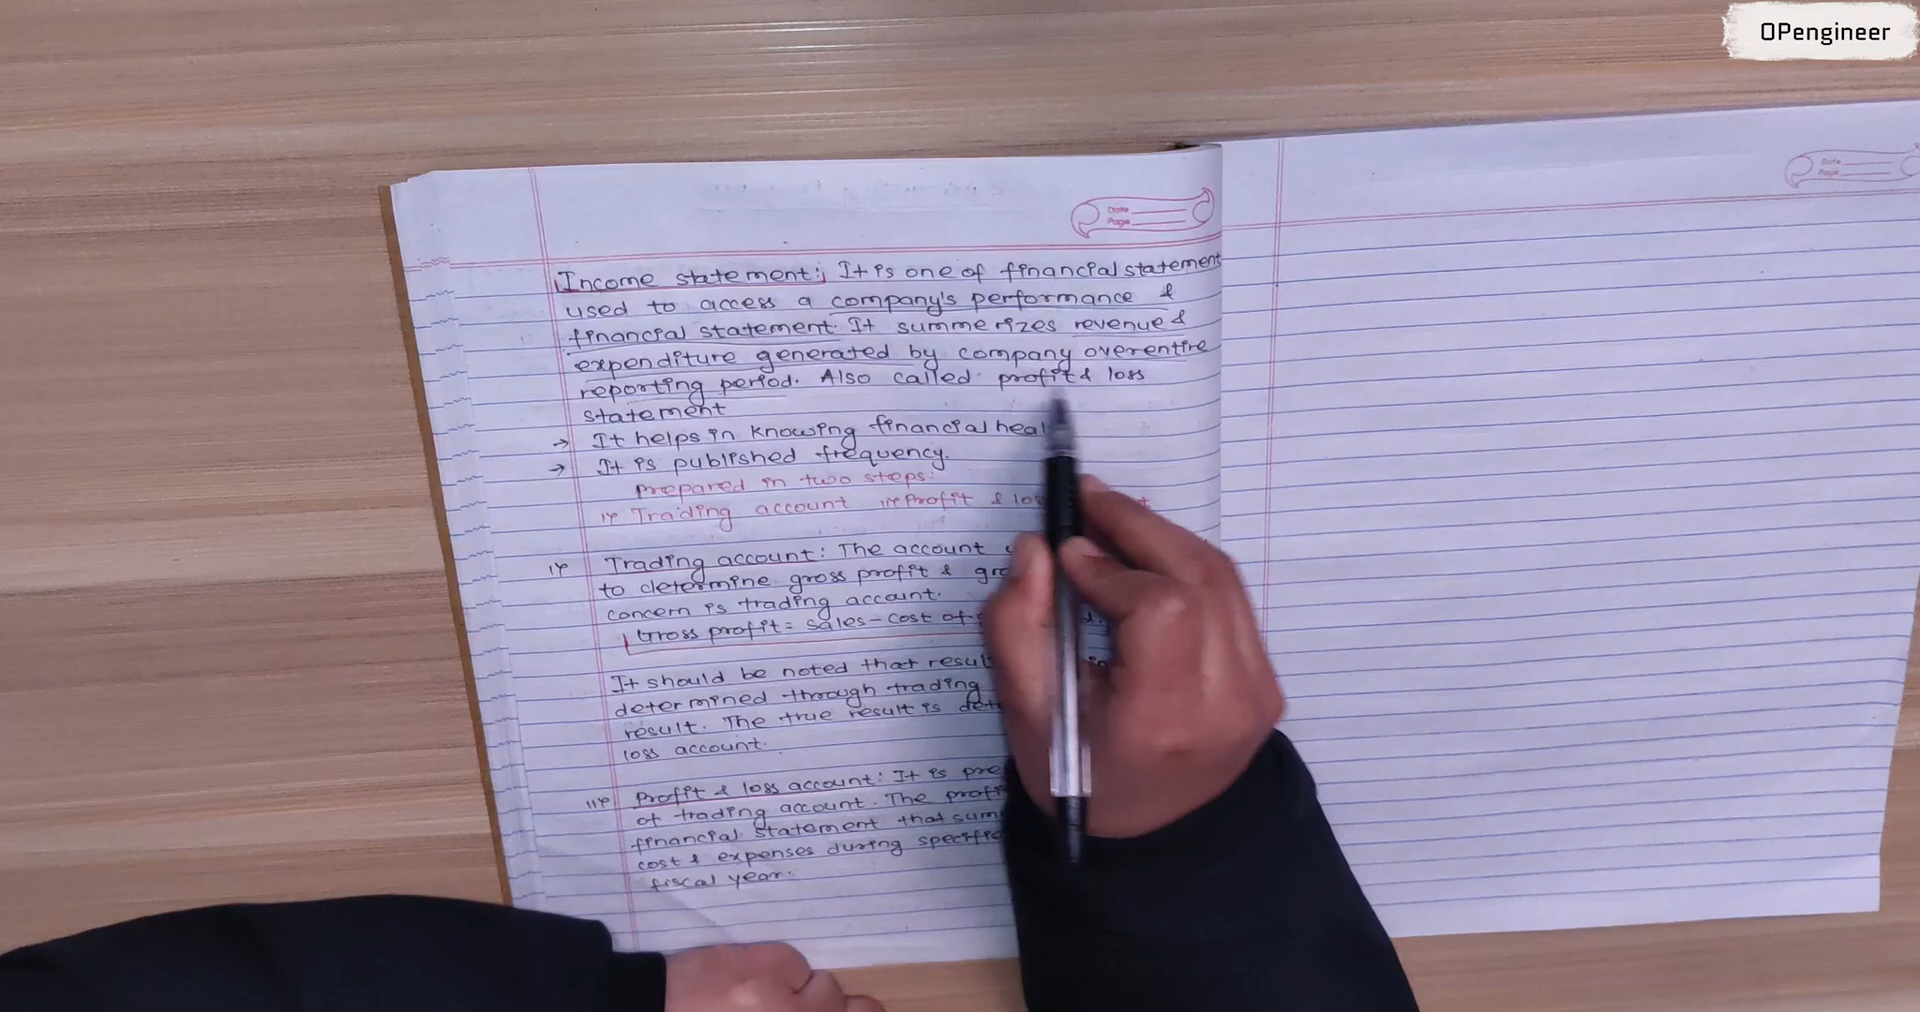 OPengineer
Date
Page
Date
Page
Income statement: It is one of financial statement
used to access a company's performance &
financial statement. It summerizes revenue &
expenditure generated by company over entire
reporting period. Also called profit & loss
statement
→ It helps in knowing financial
→ It is published frequency.
prepared in two steps:
i) Trading account ii) Profit &
i) Trading account: The account
to determine gross profit &
concern is trading account.
Gross profit = sales - cost of
It should be noted that
determined through trading
result. The true result is
loss account.
ii) Profit & loss account: It is
of trading account. The
financial statement that
cost & expenses during
fiscal year.